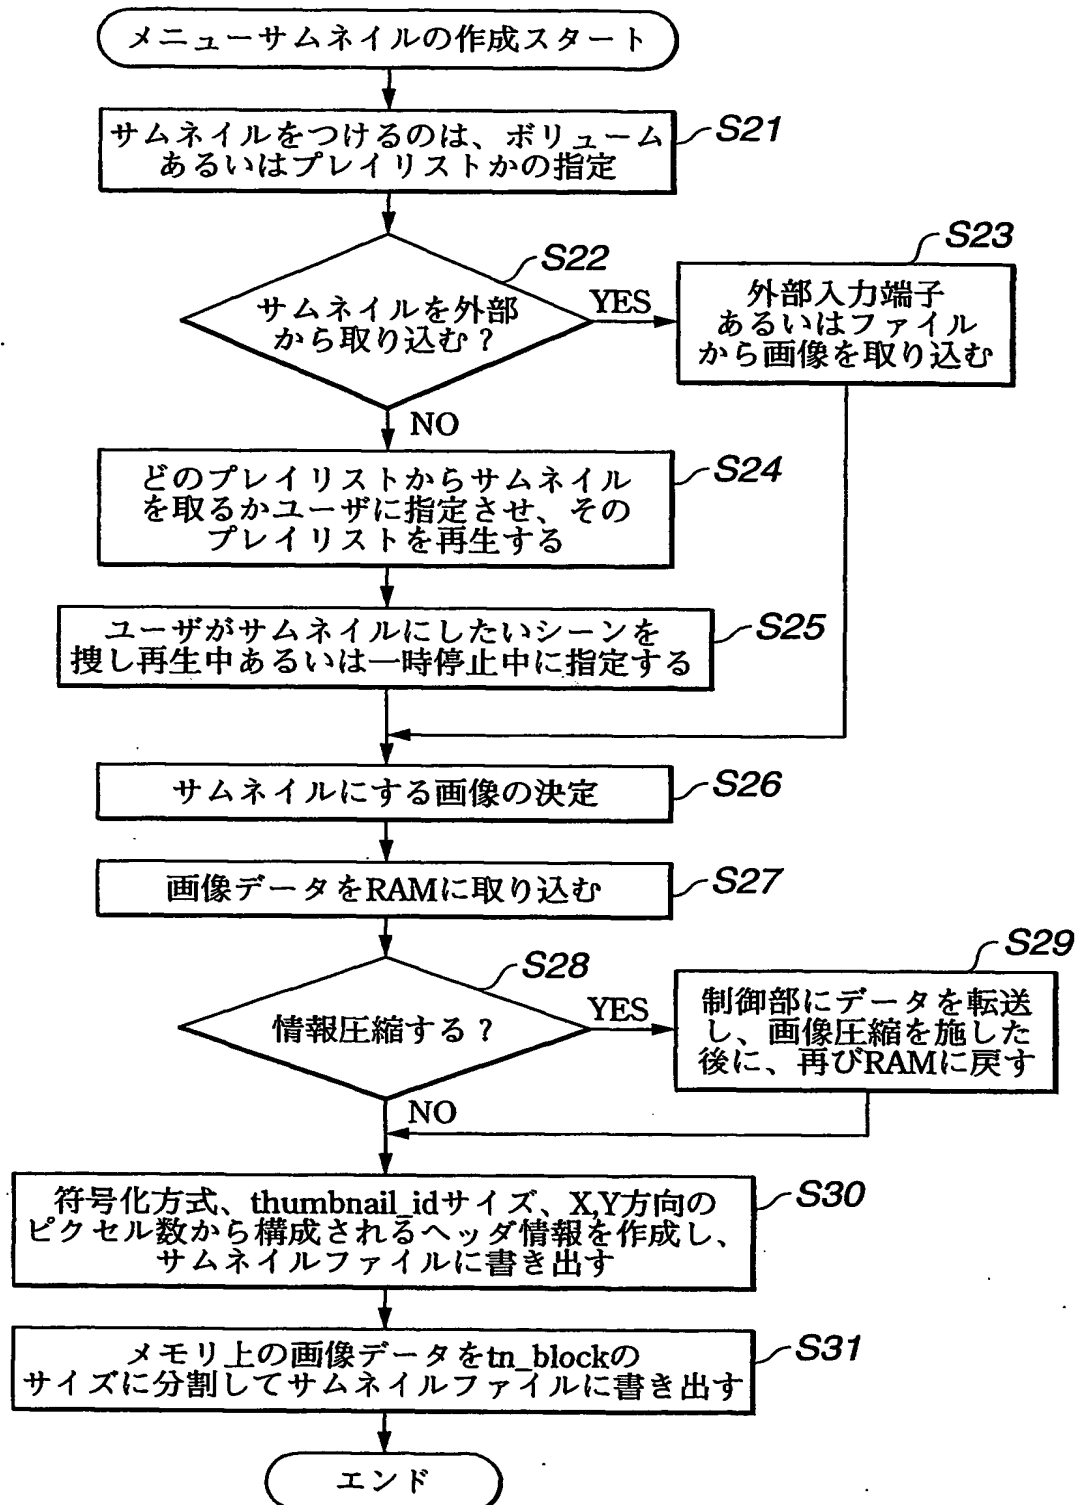 メニューサムネイルの作成スタート
サムネイルをつけるのは、ボリューム
あるいはプレイリストかの指定
S21
S22
サムネイルを外部
から取り込む？
YES
S23
外部入力端子
あるいはファイル
から画像を取り込む
NO
どのプレイリストからサムネイル
を取るかユーザに指定させ、その
プレイリストを再生する
S24
ユーザがサムネイルにしたいシーンを
捜し再生中あるいは一時停止中に指定する
S25
サムネイルにする画像の決定
S26
画像データをRAMに取り込む
S27
S28
情報圧縮する？
YES
S29
制御部にデータを転送
し、画像圧縮を施した
後に、再びRAMに戻す
NO
符号化方式、thumbnail_idサイズ、X,Y方向の
ピクセル数から構成されるヘッダ情報を作成し、
サムネイルファイルに書き出す
S30
メモリ上の画像データをtn_blockの
サイズに分割してサムネイルファイルに書き出す
S31
エンド